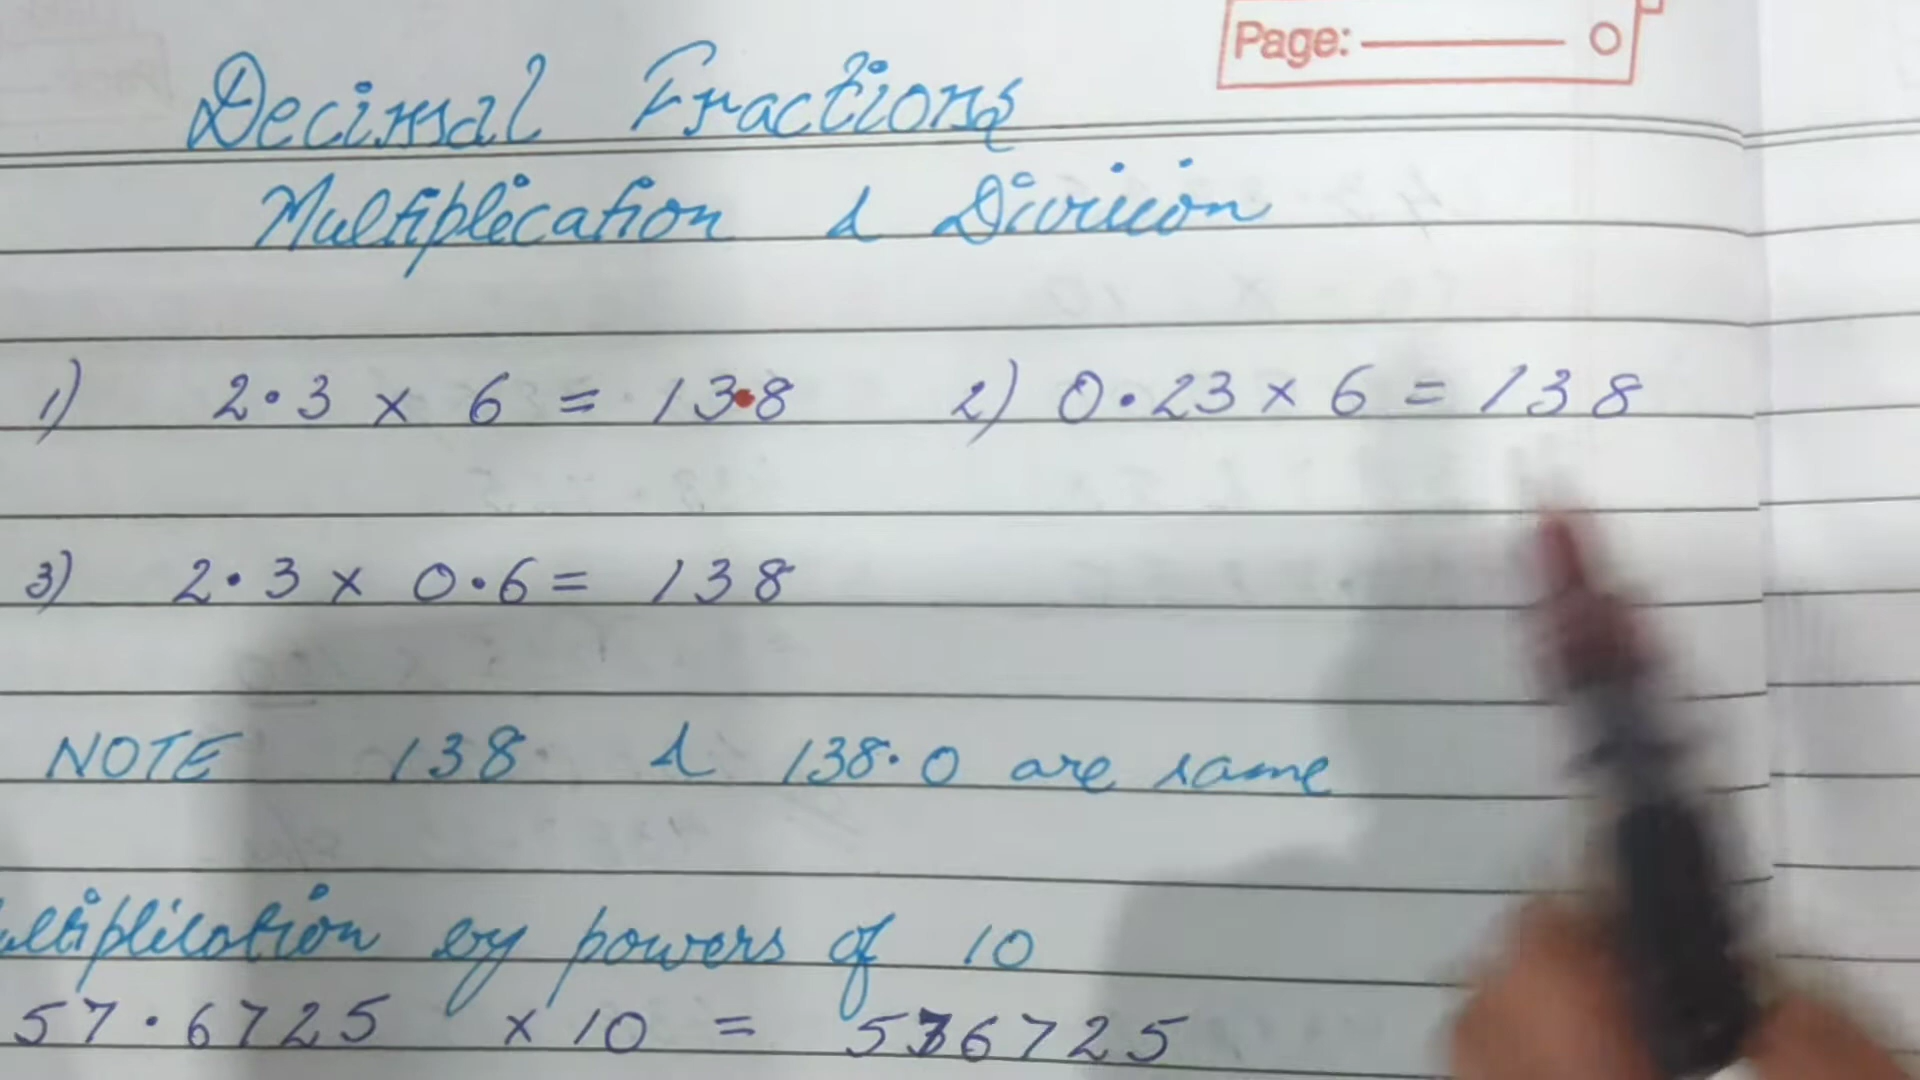 Page:
Decimal Fractions
Multiplication & Division
1) 2.3 x 6 = 13.8 2) 0.23 x 6 = 138
3) 2.3 x 0.6 = 138
NOTE 138. & 138.0 are same
ultiplication by powers of 10
57.6725 x 10 = 576725